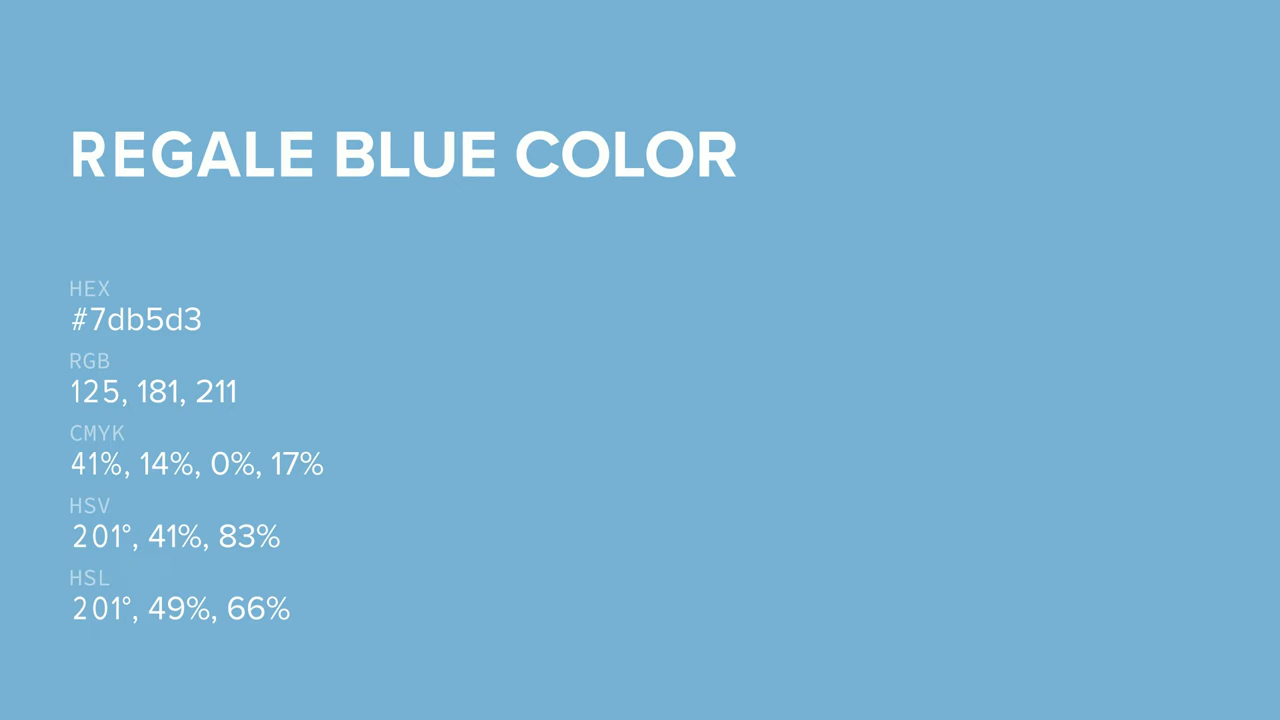 REGALE BLUE COLOR
HEX
#7db5d3
RGB
125, 181, 211
CMYK
41%, 14%, 0%, 17%
HSV
201°, 41%, 83%
HSL
201°, 49%, 66%